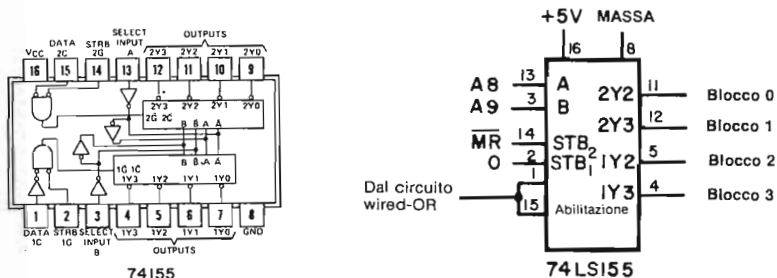 DATA 2C
STRB 2G
SELECT INPUT A
OUTPUTS
VCC 2Y3 2Y2 2Y1 2Y0
16 15 14 13 12 11 10 9
2Y3 2Y2 2Y1 2Y0
2G 2C
B B A A
B B A A
1G 1C
1Y3 1Y2 1Y1 1Y0
1 2 3 4 5 6 7 8
DATA 1C
STRB 1G
SELECT INPUT B
1Y3 1Y2 1Y1 1Y0
GND
OUTPUTS
74155
+5V MASSA
16 8
A8 13 A
A9 3 B
MR 14 STB2
0 2 STB1
1
Dal circuito wired-OR
15 Abilitazione
2Y2 11 Blocco 0
2Y3 12 Blocco 1
1Y2 5 Blocco 2
1Y3 4 Blocco 3
74LS155